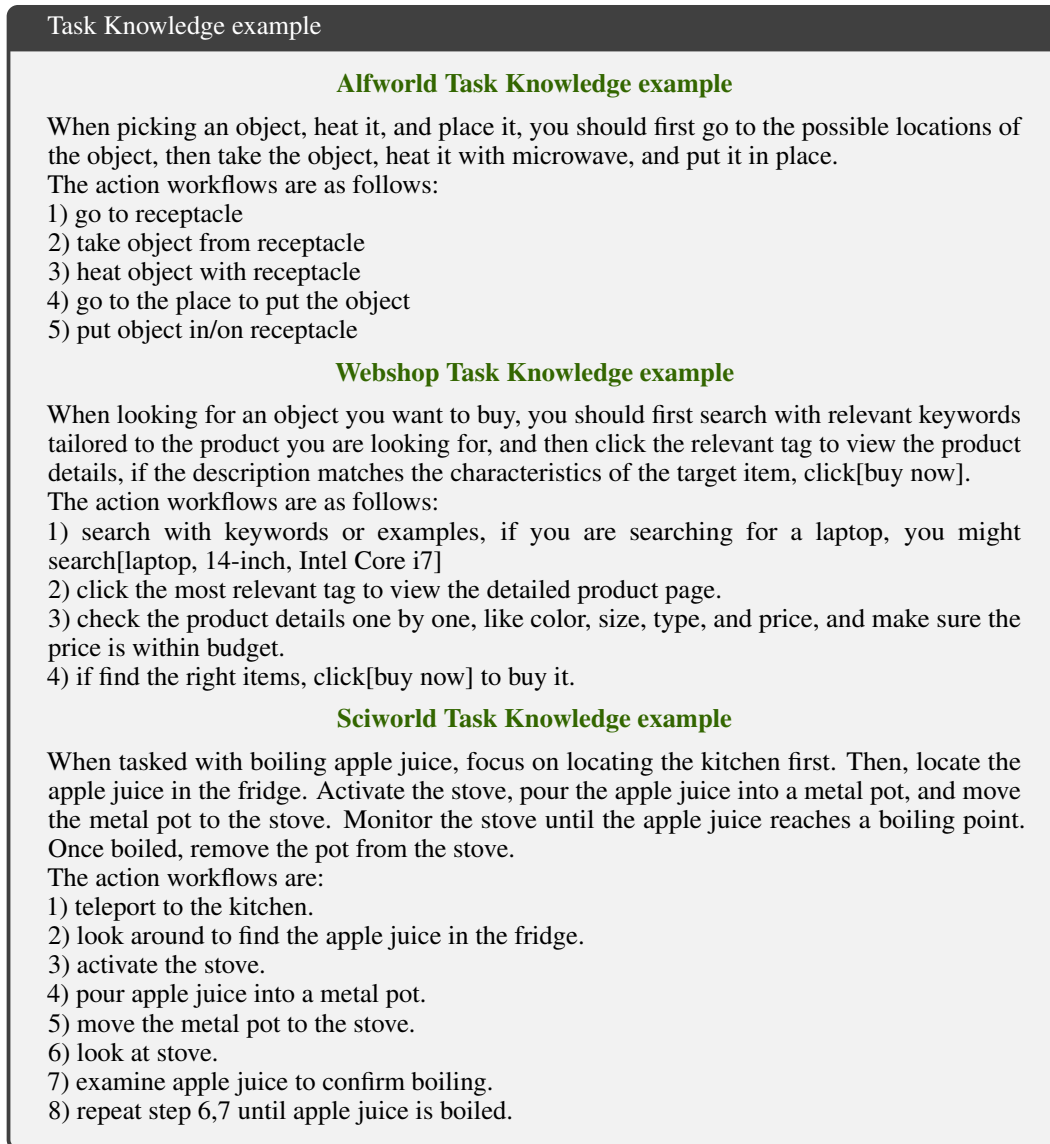 Task Knowledge example
Alfworld Task Knowledge example
When picking an object, heat it, and place it, you should first go to the possible locations of
the object, then take the object, heat it with microwave, and put it in place.
The action workflows are as follows:
1) go to receptacle
2) take object from receptacle
3) heat object with receptacle
4) go to the place to put the object
5) put object in/on receptacle
Webshop Task Knowledge example
When looking for an object you want to buy, you should first search with relevant keywords
tailored to the product you are looking for, and then click the relevant tag to view the product
details, if the description matches the characteristics of the target item, click[buy now].
The action workflows are as follows:
1) search with keywords or examples, if you are searching for a laptop, you might
search[laptop, 14-inch, Intel Core i7]
2) click the most relevant tag to view the detailed product page.
3) check the product details one by one, like color, size, type, and price, and make sure the
price is within budget.
4) if find the right items, click[buy now] to buy it.
Sciworld Task Knowledge example
When tasked with boiling apple juice, focus on locating the kitchen first. Then, locate the
apple juice in the fridge. Activate the stove, pour the apple juice into a metal pot, and move
the metal pot to the stove. Monitor the stove until the apple juice reaches a boiling point.
Once boiled, remove the pot from the stove.
The action workflows are:
1) teleport to the kitchen.
2) look around to find the apple juice in the fridge.
3) activate the stove.
4) pour apple juice into a metal pot.
5) move the metal pot to the stove.
6) look at stove.
7) examine apple juice to confirm boiling.
8) repeat step 6,7 until apple juice is boiled.